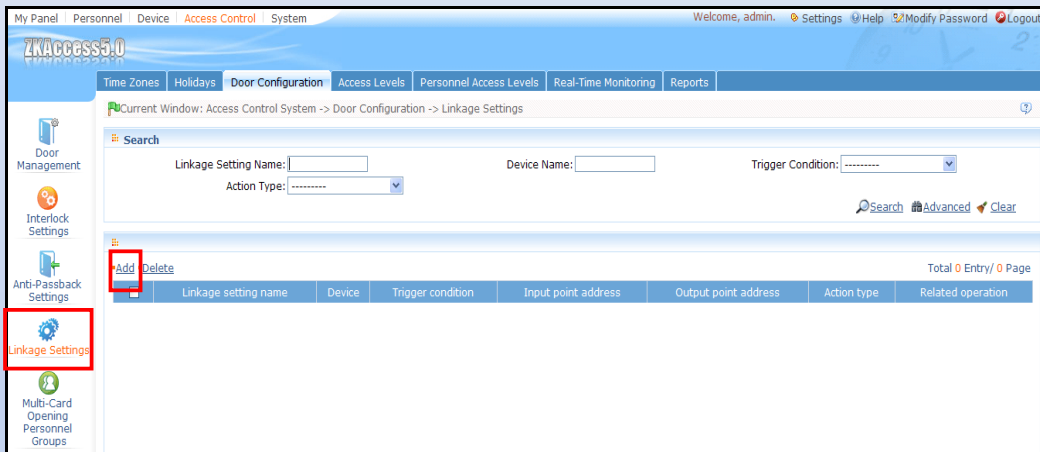 My Panel Personnel Device Access Control System Welcome, admin. Settings Help Modify Password Logout
ZKAccess5.0
Time Zones Holidays Door Configuration Access Levels Personnel Access Levels Real-Time Monitoring Reports
Current Window: Access Control System -> Door Configuration -> Linkage Settings
Door
Management
Interlock
Settings
Anti-Passback
Settings
Linkage Settings
Multi-Card
Opening
Personnel
Groups
Search
Linkage Setting Name: Device Name: Trigger Condition: ---------
Action Type: ---------
Search Advanced Clear
Add Delete Total 0 Entry/ 0 Page
Linkage setting name Device Trigger condition Input point address Output point address Action type Related operation